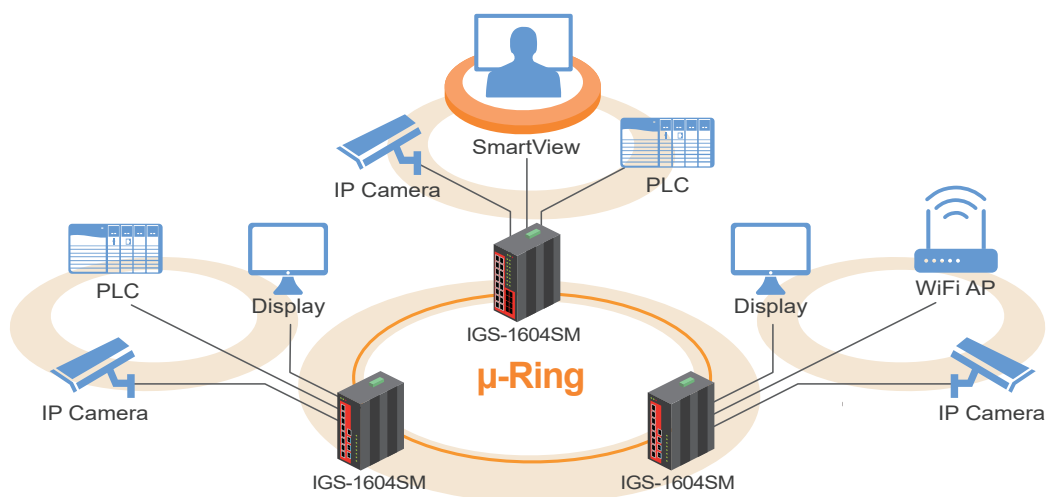 SmartView
IP Camera
PLC
PLC
Display
Display
WiFi AP
IGS-1604SM
μ-Ring
IP Camera
IP Camera
IGS-1604SM
IGS-1604SM